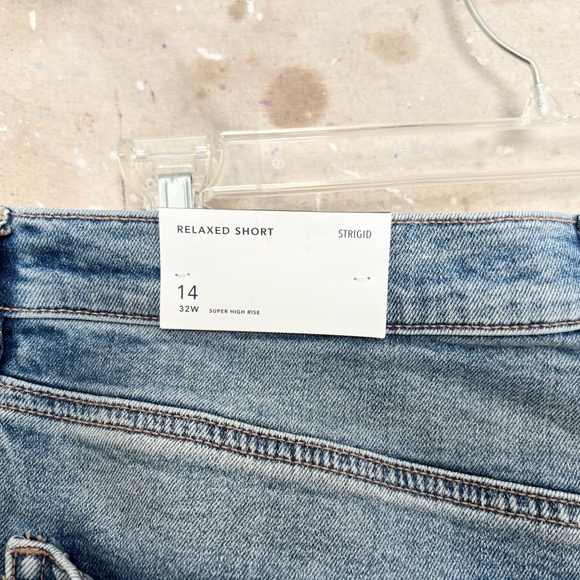 RELAXED SHORT STRIGID
14
32W SUPER HIGH RISE